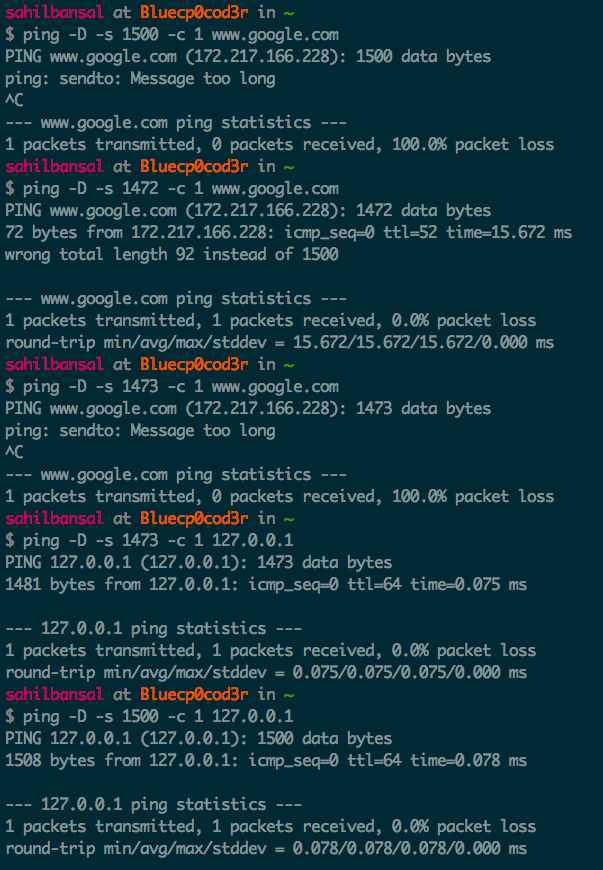 sahilbansal at Bluecp0cod3r in ~
$ ping -D -s 1500 -c 1 www.google.com
PING www.google.com (172.217.166.228): 1500 data bytes
ping: sendto: Message too long
^C
--- www.google.com ping statistics ---
1 packets transmitted, 0 packets received, 100.0% packet loss
sahilbansal at Bluecp0cod3r in ~
$ ping -D -s 1472 -c 1 www.google.com
PING www.google.com (172.217.166.228): 1472 data bytes
72 bytes from 172.217.166.228: icmp_seq=0 ttl=52 time=15.672 ms
wrong total length 92 instead of 1500
--- www.google.com ping statistics ---
1 packets transmitted, 1 packets received, 0.0% packet loss
round-trip min/avg/max/stddev = 15.672/15.672/15.672/0.000 ms
sahilbansal at Bluecp0cod3r in ~
$ ping -D -s 1473 -c 1 www.google.com
PING www.google.com (172.217.166.228): 1473 data bytes
ping: sendto: Message too long
^C
--- www.google.com ping statistics ---
1 packets transmitted, 0 packets received, 100.0% packet loss
sahilbansal at Bluecp0cod3r in ~
$ ping -D -s 1473 -c 1 127.0.0.1
PING 127.0.0.1 (127.0.0.1): 1473 data bytes
1481 bytes from 127.0.0.1: icmp_seq=0 ttl=64 time=0.075 ms
--- 127.0.0.1 ping statistics ---
1 packets transmitted, 1 packets received, 0.0% packet loss
round-trip min/avg/max/stddev = 0.075/0.075/0.075/0.000 ms
sahilbansal at Bluecp0cod3r in ~
$ ping -D -s 1500 -c 1 127.0.0.1
PING 127.0.0.1 (127.0.0.1): 1500 data bytes
1508 bytes from 127.0.0.1: icmp_seq=0 ttl=64 time=0.078 ms
--- 127.0.0.1 ping statistics ---
1 packets transmitted, 1 packets received, 0.0% packet loss
round-trip min/avg/max/stddev = 0.078/0.078/0.078/0.000 ms